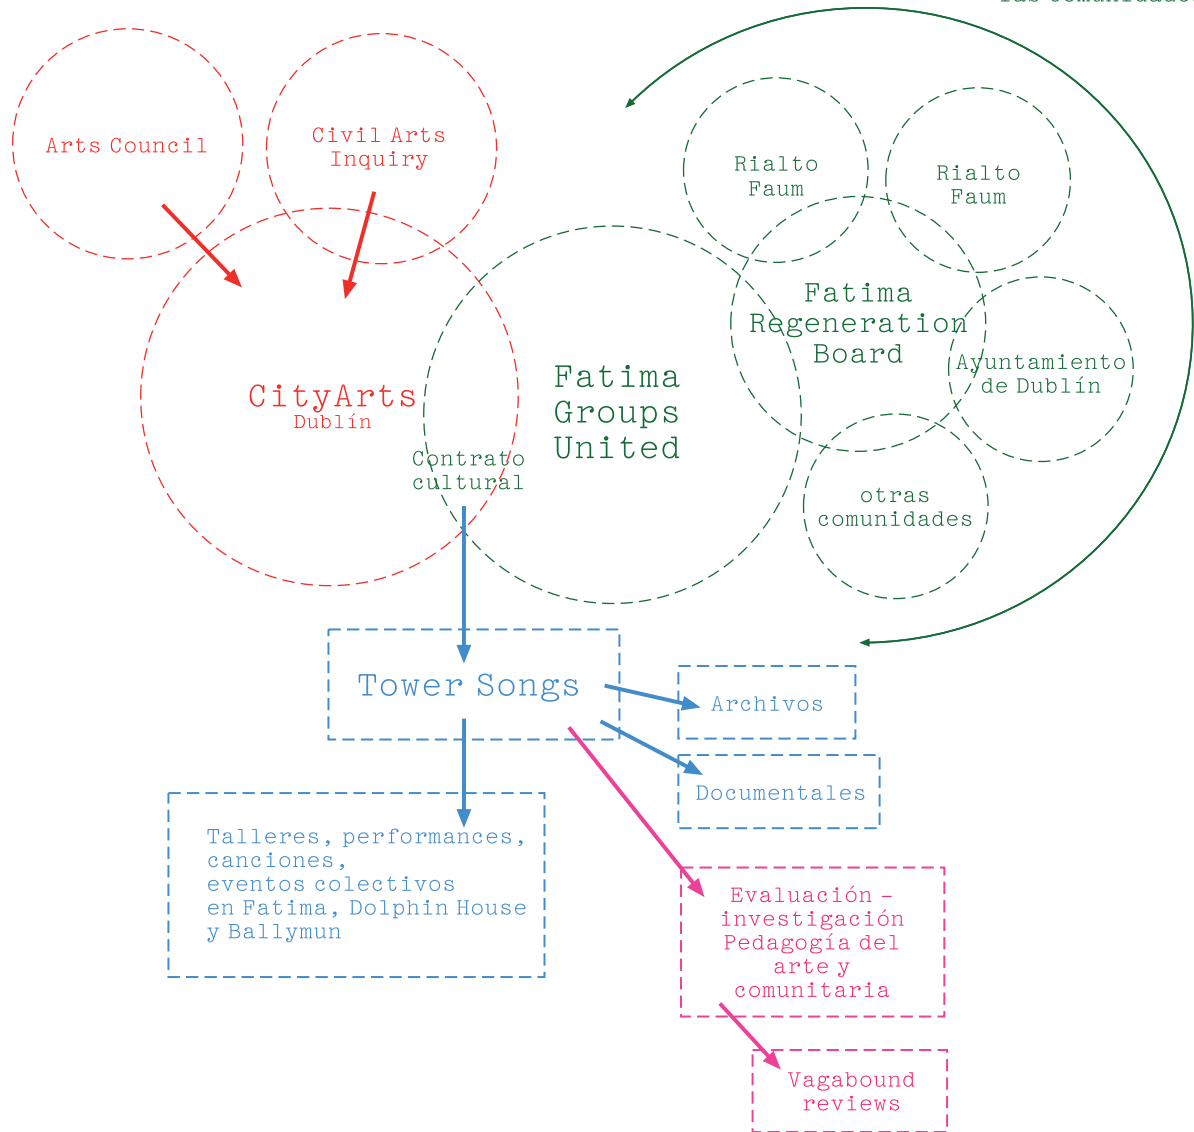 las comunidades
Arts Council
Civil Arts
Inquiry
Rialto
Faum
Rialto
Faum
Fatima
Regeneration
Board
Ayuntamiento
de Dublín
CityArts
Dublín
Fatima
Groups
United
Contrato
cultural
otras
comunidades
Tower Songs
Archivos
Documentales
Talleres, performances,
canciones,
eventos colectivos
en Fatima, Dolphin House
y Ballymun
Evaluación –
investigación
Pedagogía del
arte y
comunitaria
Vagabound
reviews